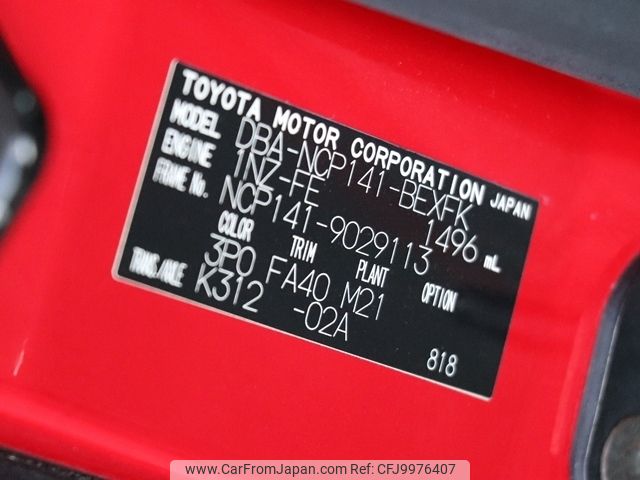 TOYOTA MOTOR CORPORATION JAPAN
MODEL DBA-NCP141-BEXFK
ENGINE 1NZ-FE 1496 mL
FRAME No. NCP141-9029113
COLOR TRIM PLANT OPTION
3P0 FA40 M21
TRANS./AXLE K312 -02A
818
www.CarFromJapan.com | ID:CFJ9976407